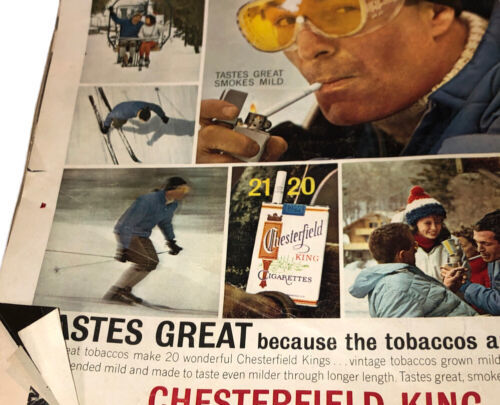 TASTES GREAT
SMOKES MILD
21 20
Chesterfield
KING
CIGARETTES
ASTES GREAT because the tobaccos a
eat tobaccos make 20 wonderful Chesterfield Kings... vintage tobaccos grown mild
ended mild and made to taste even milder through longer length. Tastes great, smoke
CHESTERFIELD KING